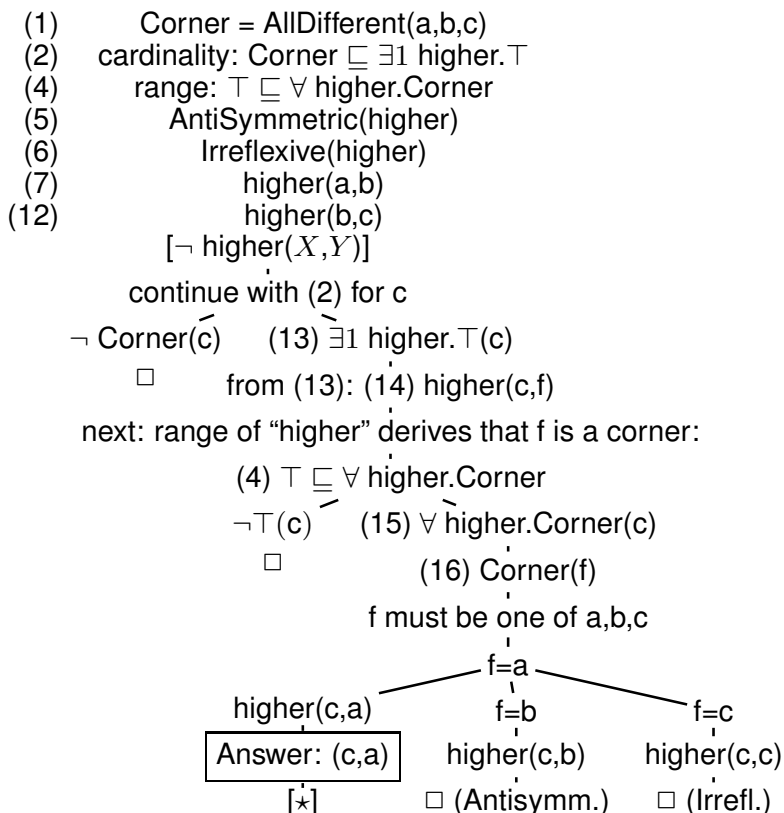 (1) Corner = AllDifferent(a,b,c)
(2) cardinality: Corner ⊑ ∃1 higher.⊤
(4) range: ⊤ ⊑ ∀ higher.Corner
(5) AntiSymmetric(higher)
(6) Irreflexive(higher)
(7) higher(a,b)
(12) higher(b,c)
[¬ higher(X,Y)]
continue with (2) for c
¬ Corner(c) (13) ∃1 higher.⊤(c)
□ from (13): (14) higher(c,f)
next: range of “higher” derives that f is a corner:
(4) ⊤ ⊑ ∀ higher.Corner
¬⊤(c) (15) ∀ higher.Corner(c)
□ (16) Corner(f)
f must be one of a,b,c
f=a
higher(c,a) f=b f=c
Answer: (c,a) higher(c,b) higher(c,c)
[⋆] □ (Antisymm.) □ (Irrefl.)